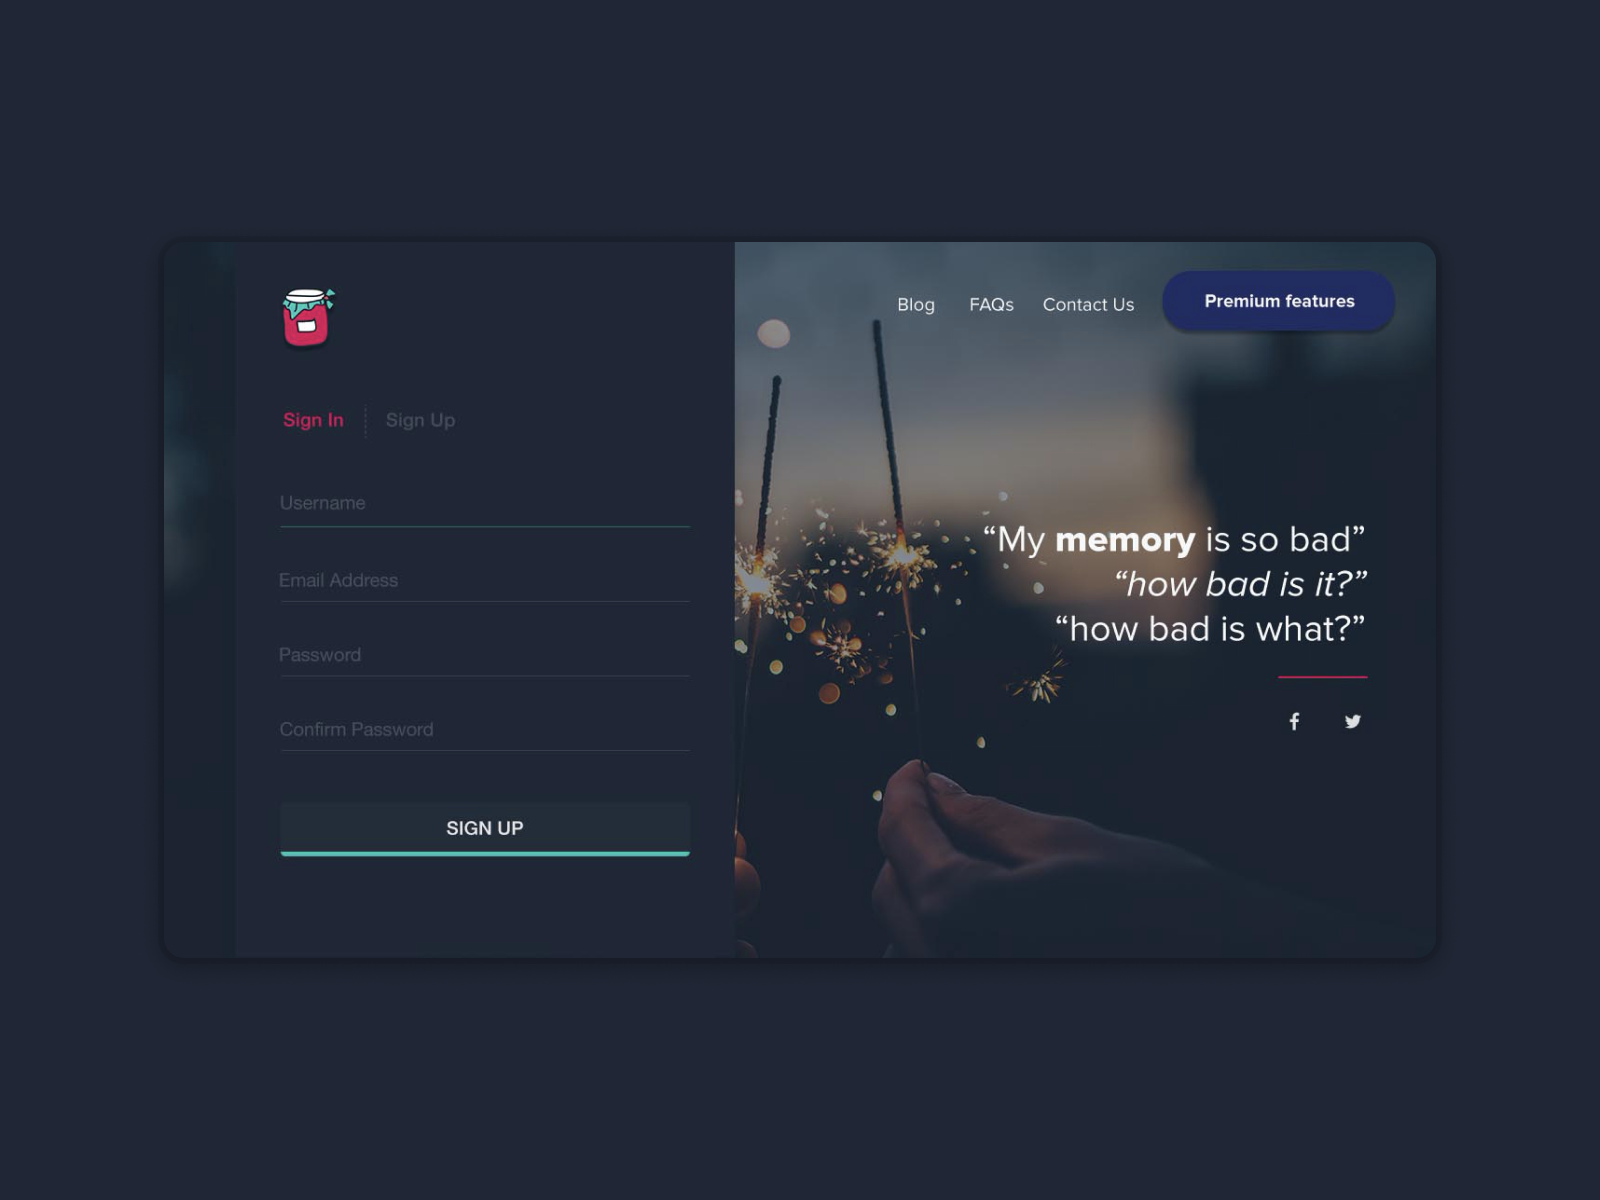 Blog
FAQs
Contact Us
Premium features
Sign In
Sign Up
Username
Email Address
Password
Confirm Password
SIGN UP
“My memory is so bad”
“how bad is it?”
“how bad is what?”